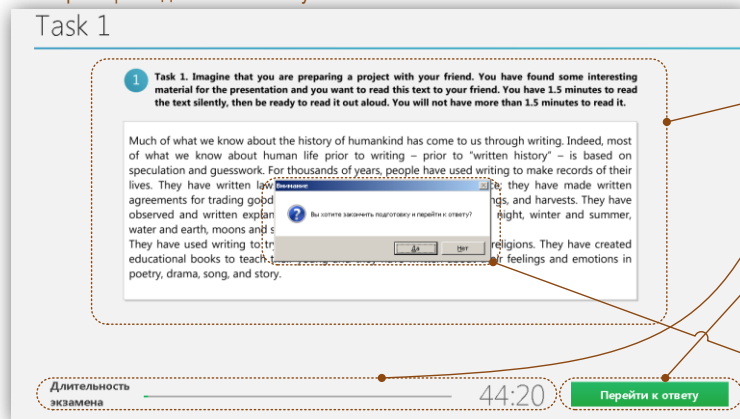 Task 1
1
Task 1. Imagine that you are preparing a project with your friend. You have found some interesting
material for the presentation and you want to read this text to your friend. You have 1.5 minutes to read
the text silently, then be ready to read it out aloud. You will not have more than 1.5 minutes to read it.
Much of what we know about the history of humankind has come to us through writing. Indeed, most
of what we know about human life prior to writing – prior to "written history" – is based on
speculation and guesswork. For thousands of years, people have used writing to make records of their
lives. They have written law
they have made written
agreements for trading good
ngs, and harvests. They have
observed and written explan
night, winter and summer,
water and earth, moons and s
They have used writing to tr
religions. They have created
educational books to teach
feelings and emotions in
poetry, drama, song, and story.
Внимание
Вы хотите закончить подготовку и перейти к ответу?
Да
Нет
Длительность
экзамена
44:20
Перейти к ответу